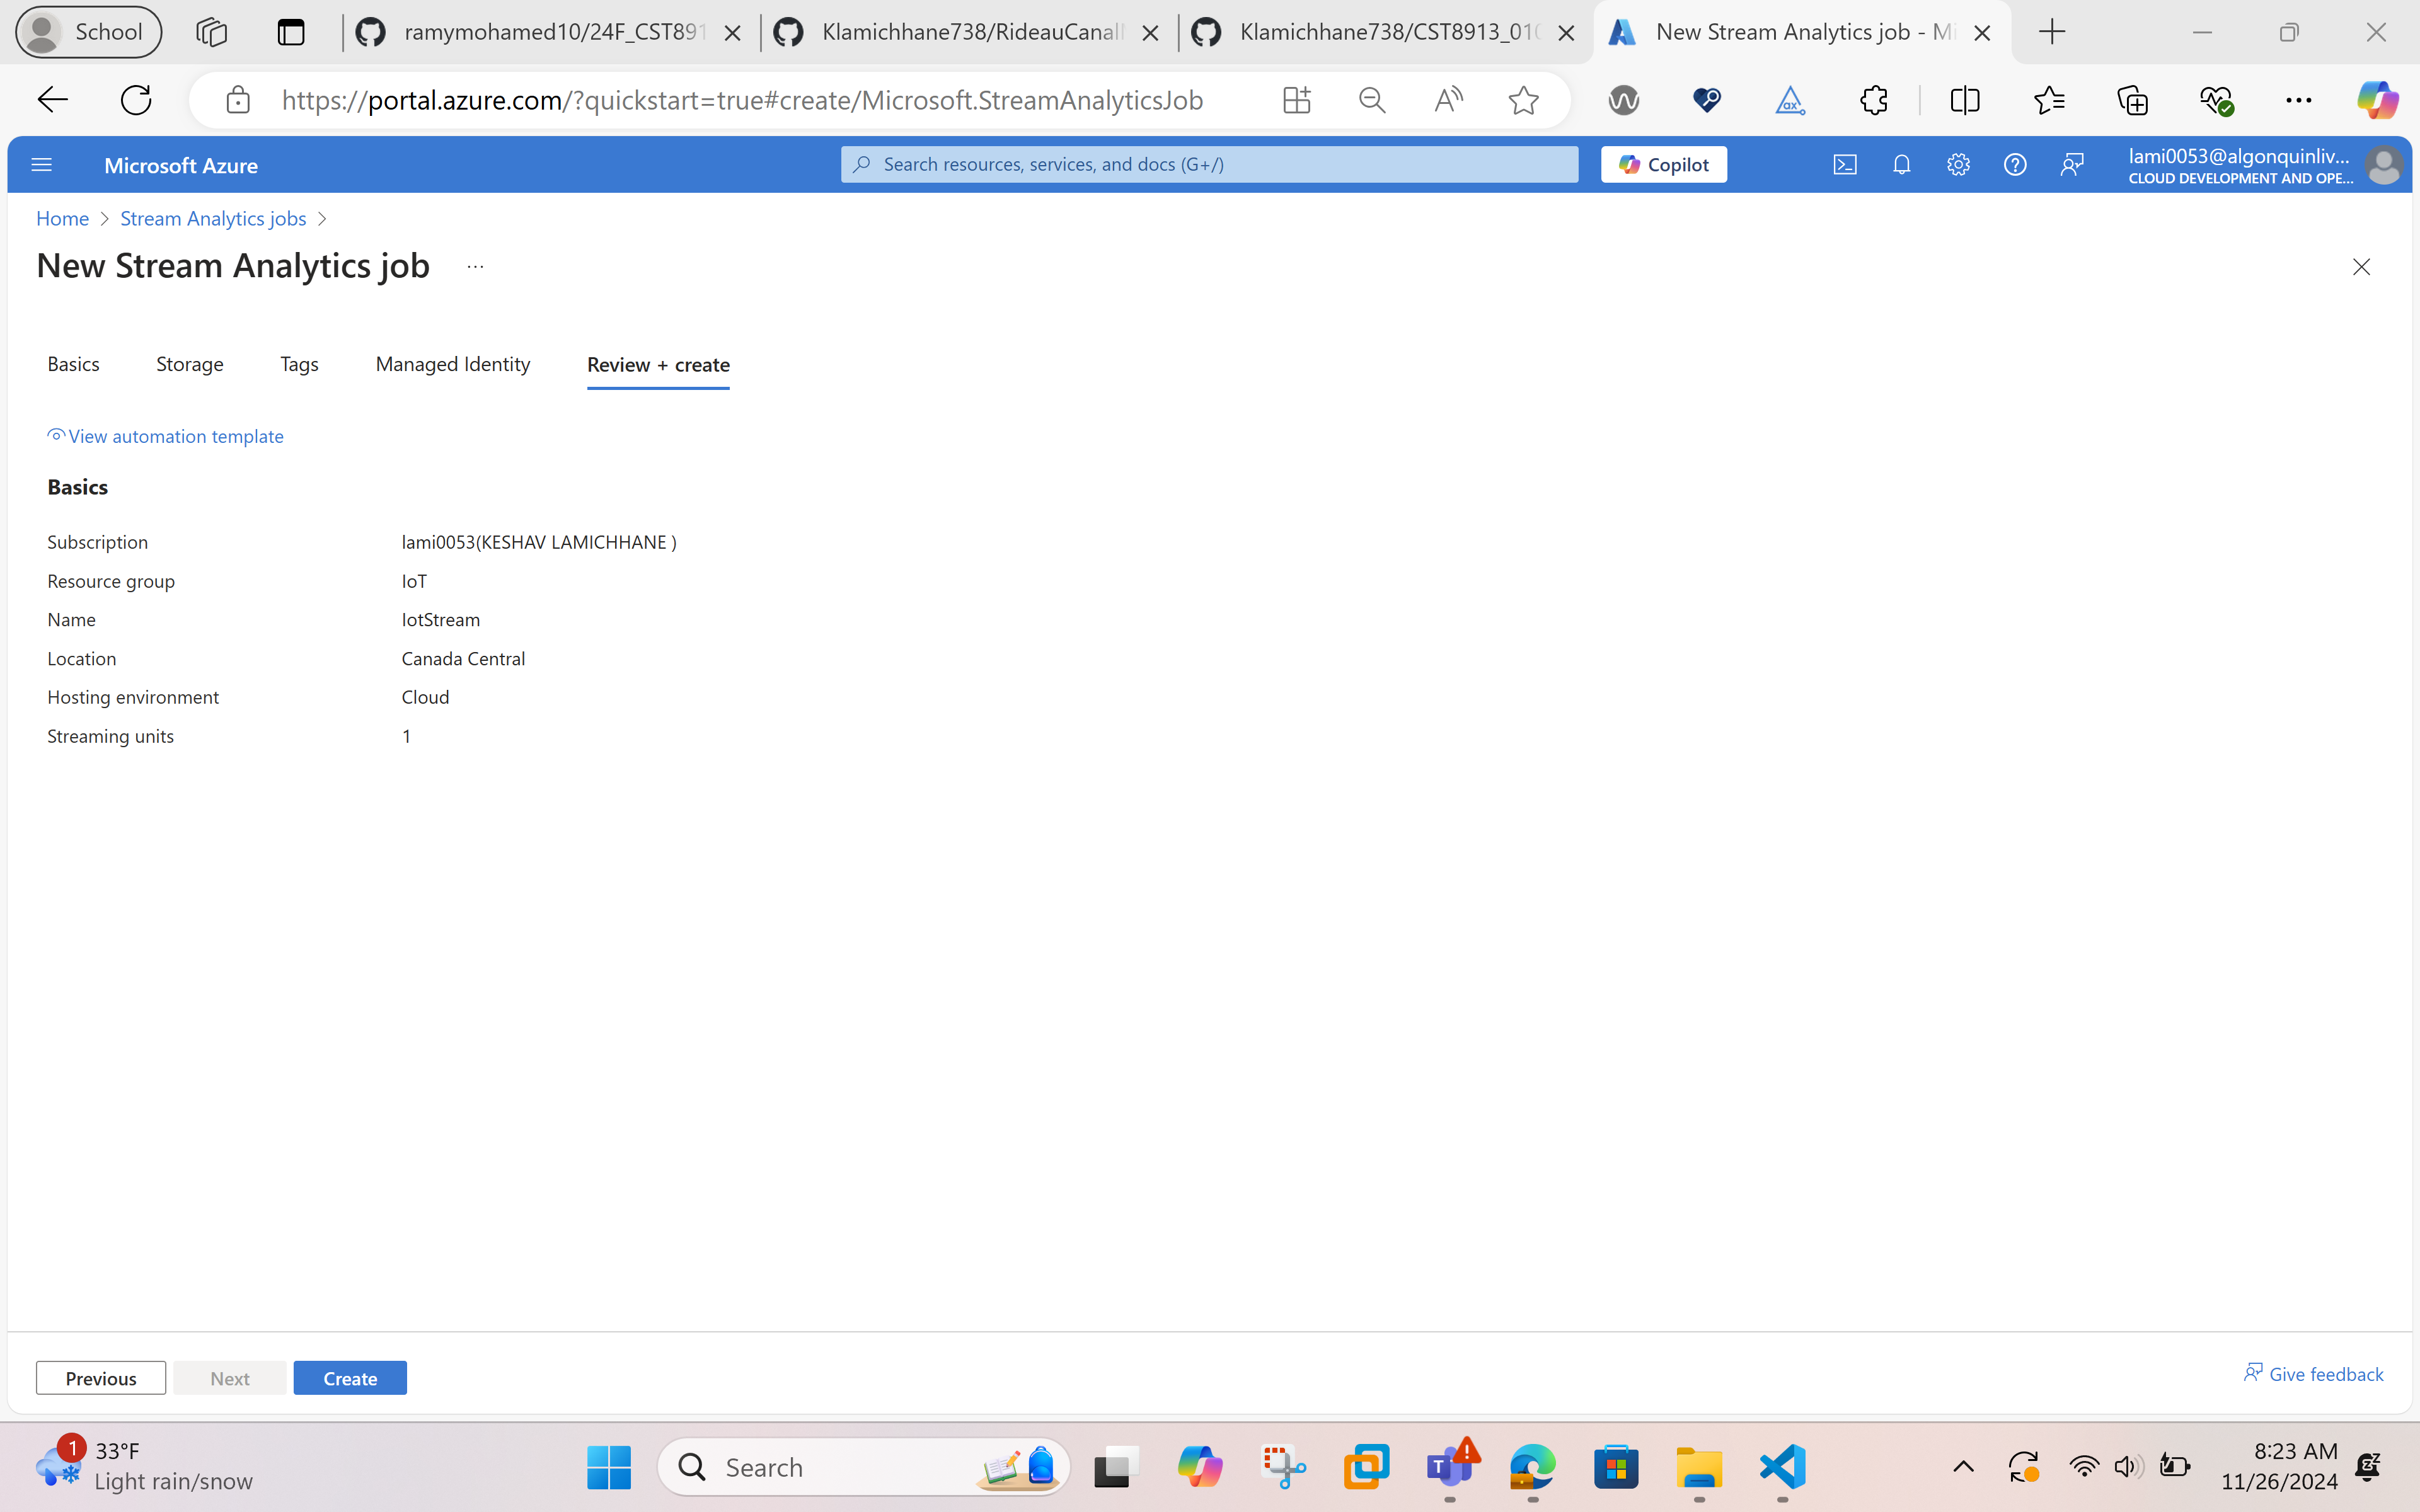 School
ramymohamed10/24F_CST891
Klamichhane738/RideauCanal
Klamichhane738/CST8913_010
New Stream Analytics job - Mi
https://portal.azure.com/?quickstart=true#create/Microsoft.StreamAnalyticsJob
Microsoft Azure
Search resources, services, and docs (G+/)
Copilot
lami0053@algonquinliv...
CLOUD DEVELOPMENT AND OPE...
Home > Stream Analytics jobs >
New Stream Analytics job ...
Basics Storage Tags Managed Identity Review + create
View automation template
Basics
Subscription lami0053(KESHAV LAMICHHANE )
Resource group IoT
Name IotStream
Location Canada Central
Hosting environment Cloud
Streaming units 1
Previous Next Create
Give feedback
1
33°F
Light rain/snow
Search
8:23 AM
11/26/2024